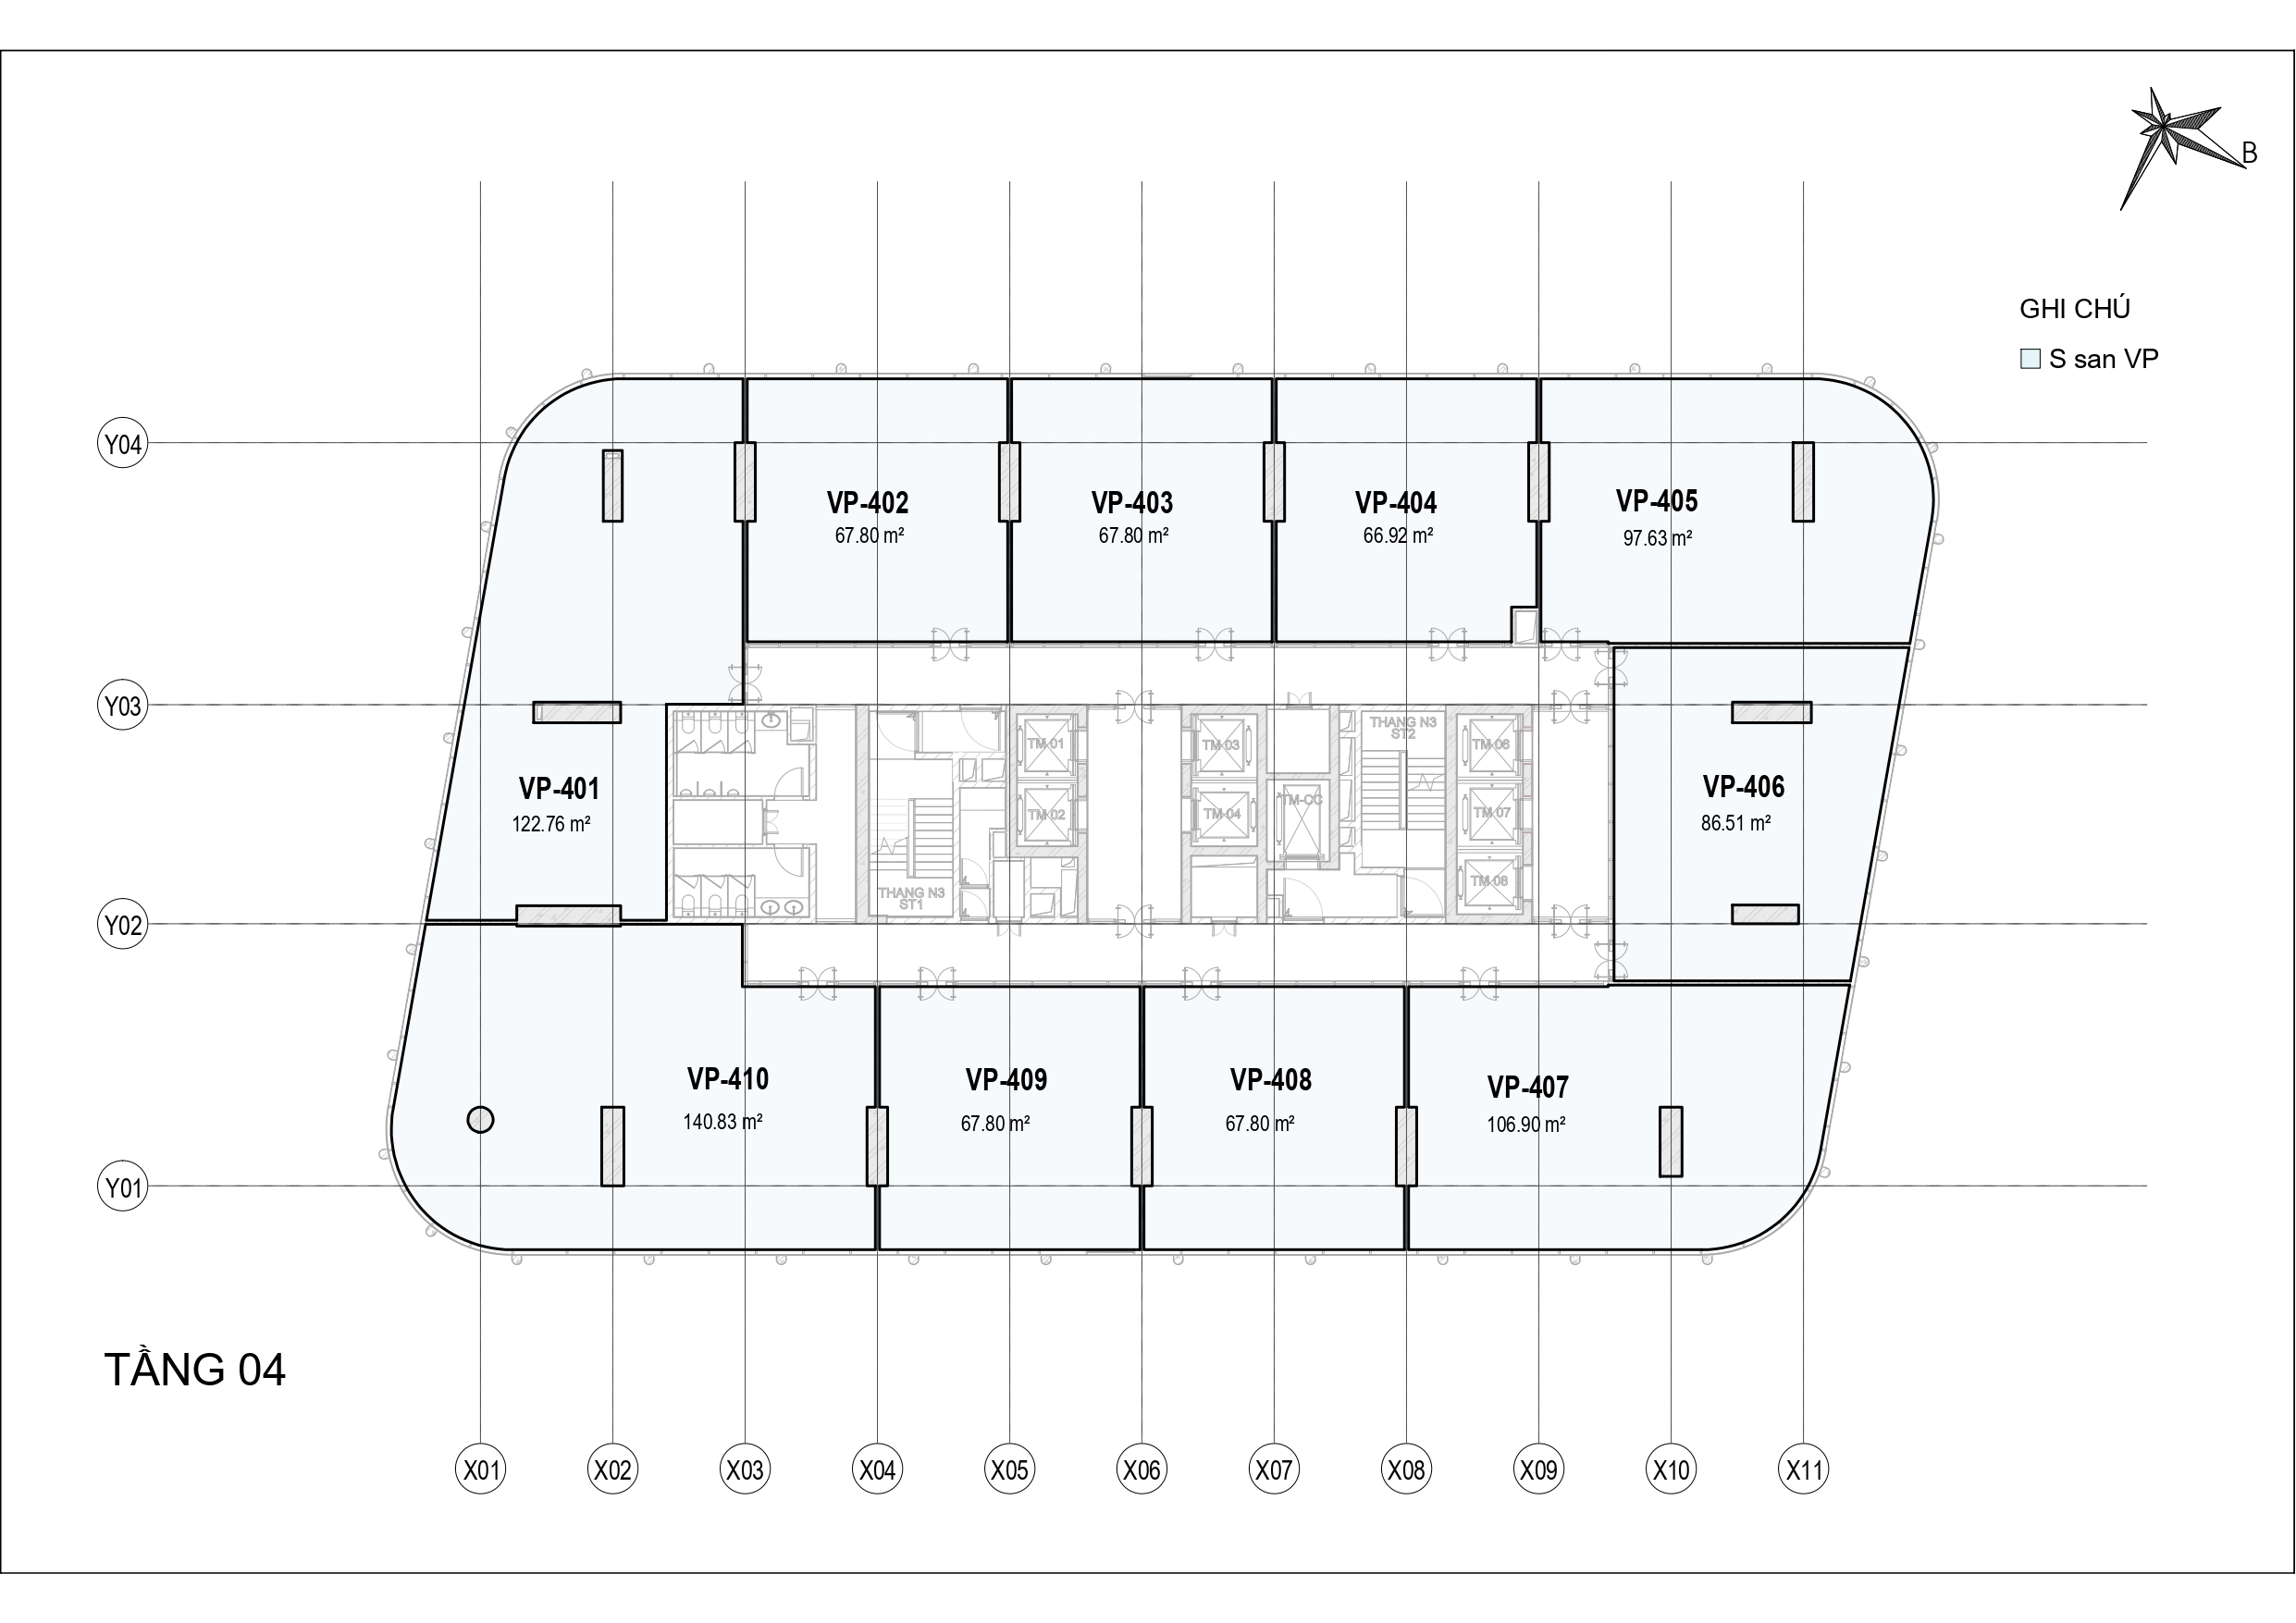 B
GHI CHÚ
S san VP
Y04
VP-402
67.80 m²
VP-403
67.80 m²
VP-404
66.92 m²
VP-405
97.63 m²
Y03
THANG N3
ST2
TM-01
TM-03
TM-06
VP-401
122.76 m²
TM-02
TM-04
TM-CC
TM-07
VP-406
86.51 m²
THANG N3
ST1
TM-08
Y02
VP-410
140.83 m²
VP-409
67.80 m²
VP-408
67.80 m²
VP-407
106.90 m²
Y01
TẦNG 04
X01
X02
X03
X04
X05
X06
X07
X08
X09
X10
X11